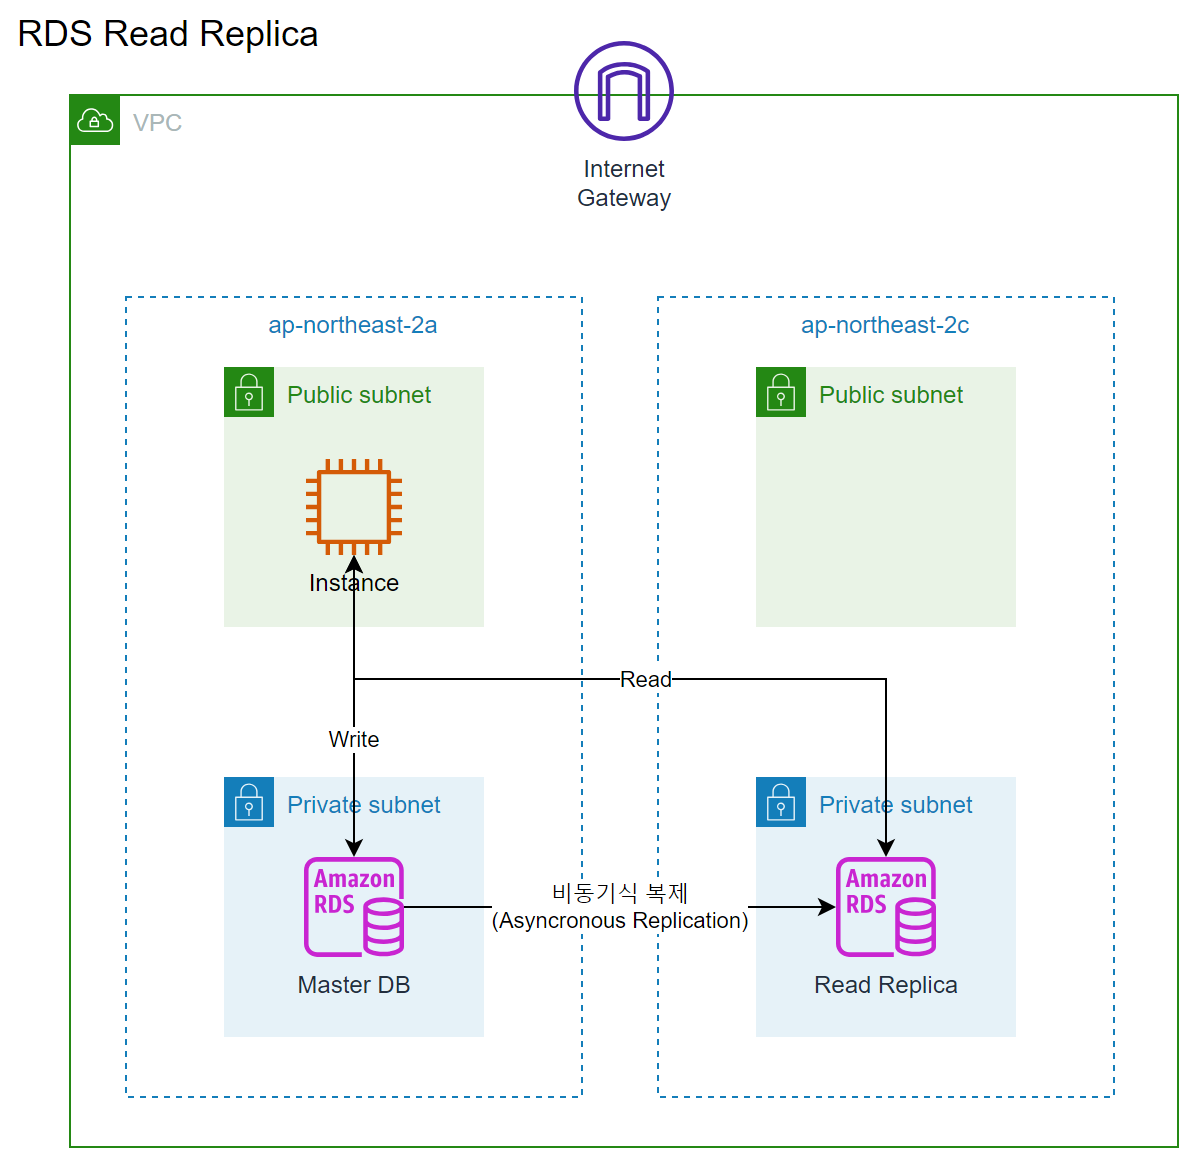 RDS Read Replica
VPC
Internet
Gateway
ap-northeast-2a
ap-northeast-2c
Public subnet
Public subnet
Instance
Read
Write
Private subnet
Private subnet
Amazon
RDS
Amazon
RDS
비동기식 복제
(Asyncronous Replication)
Master DB
Read Replica